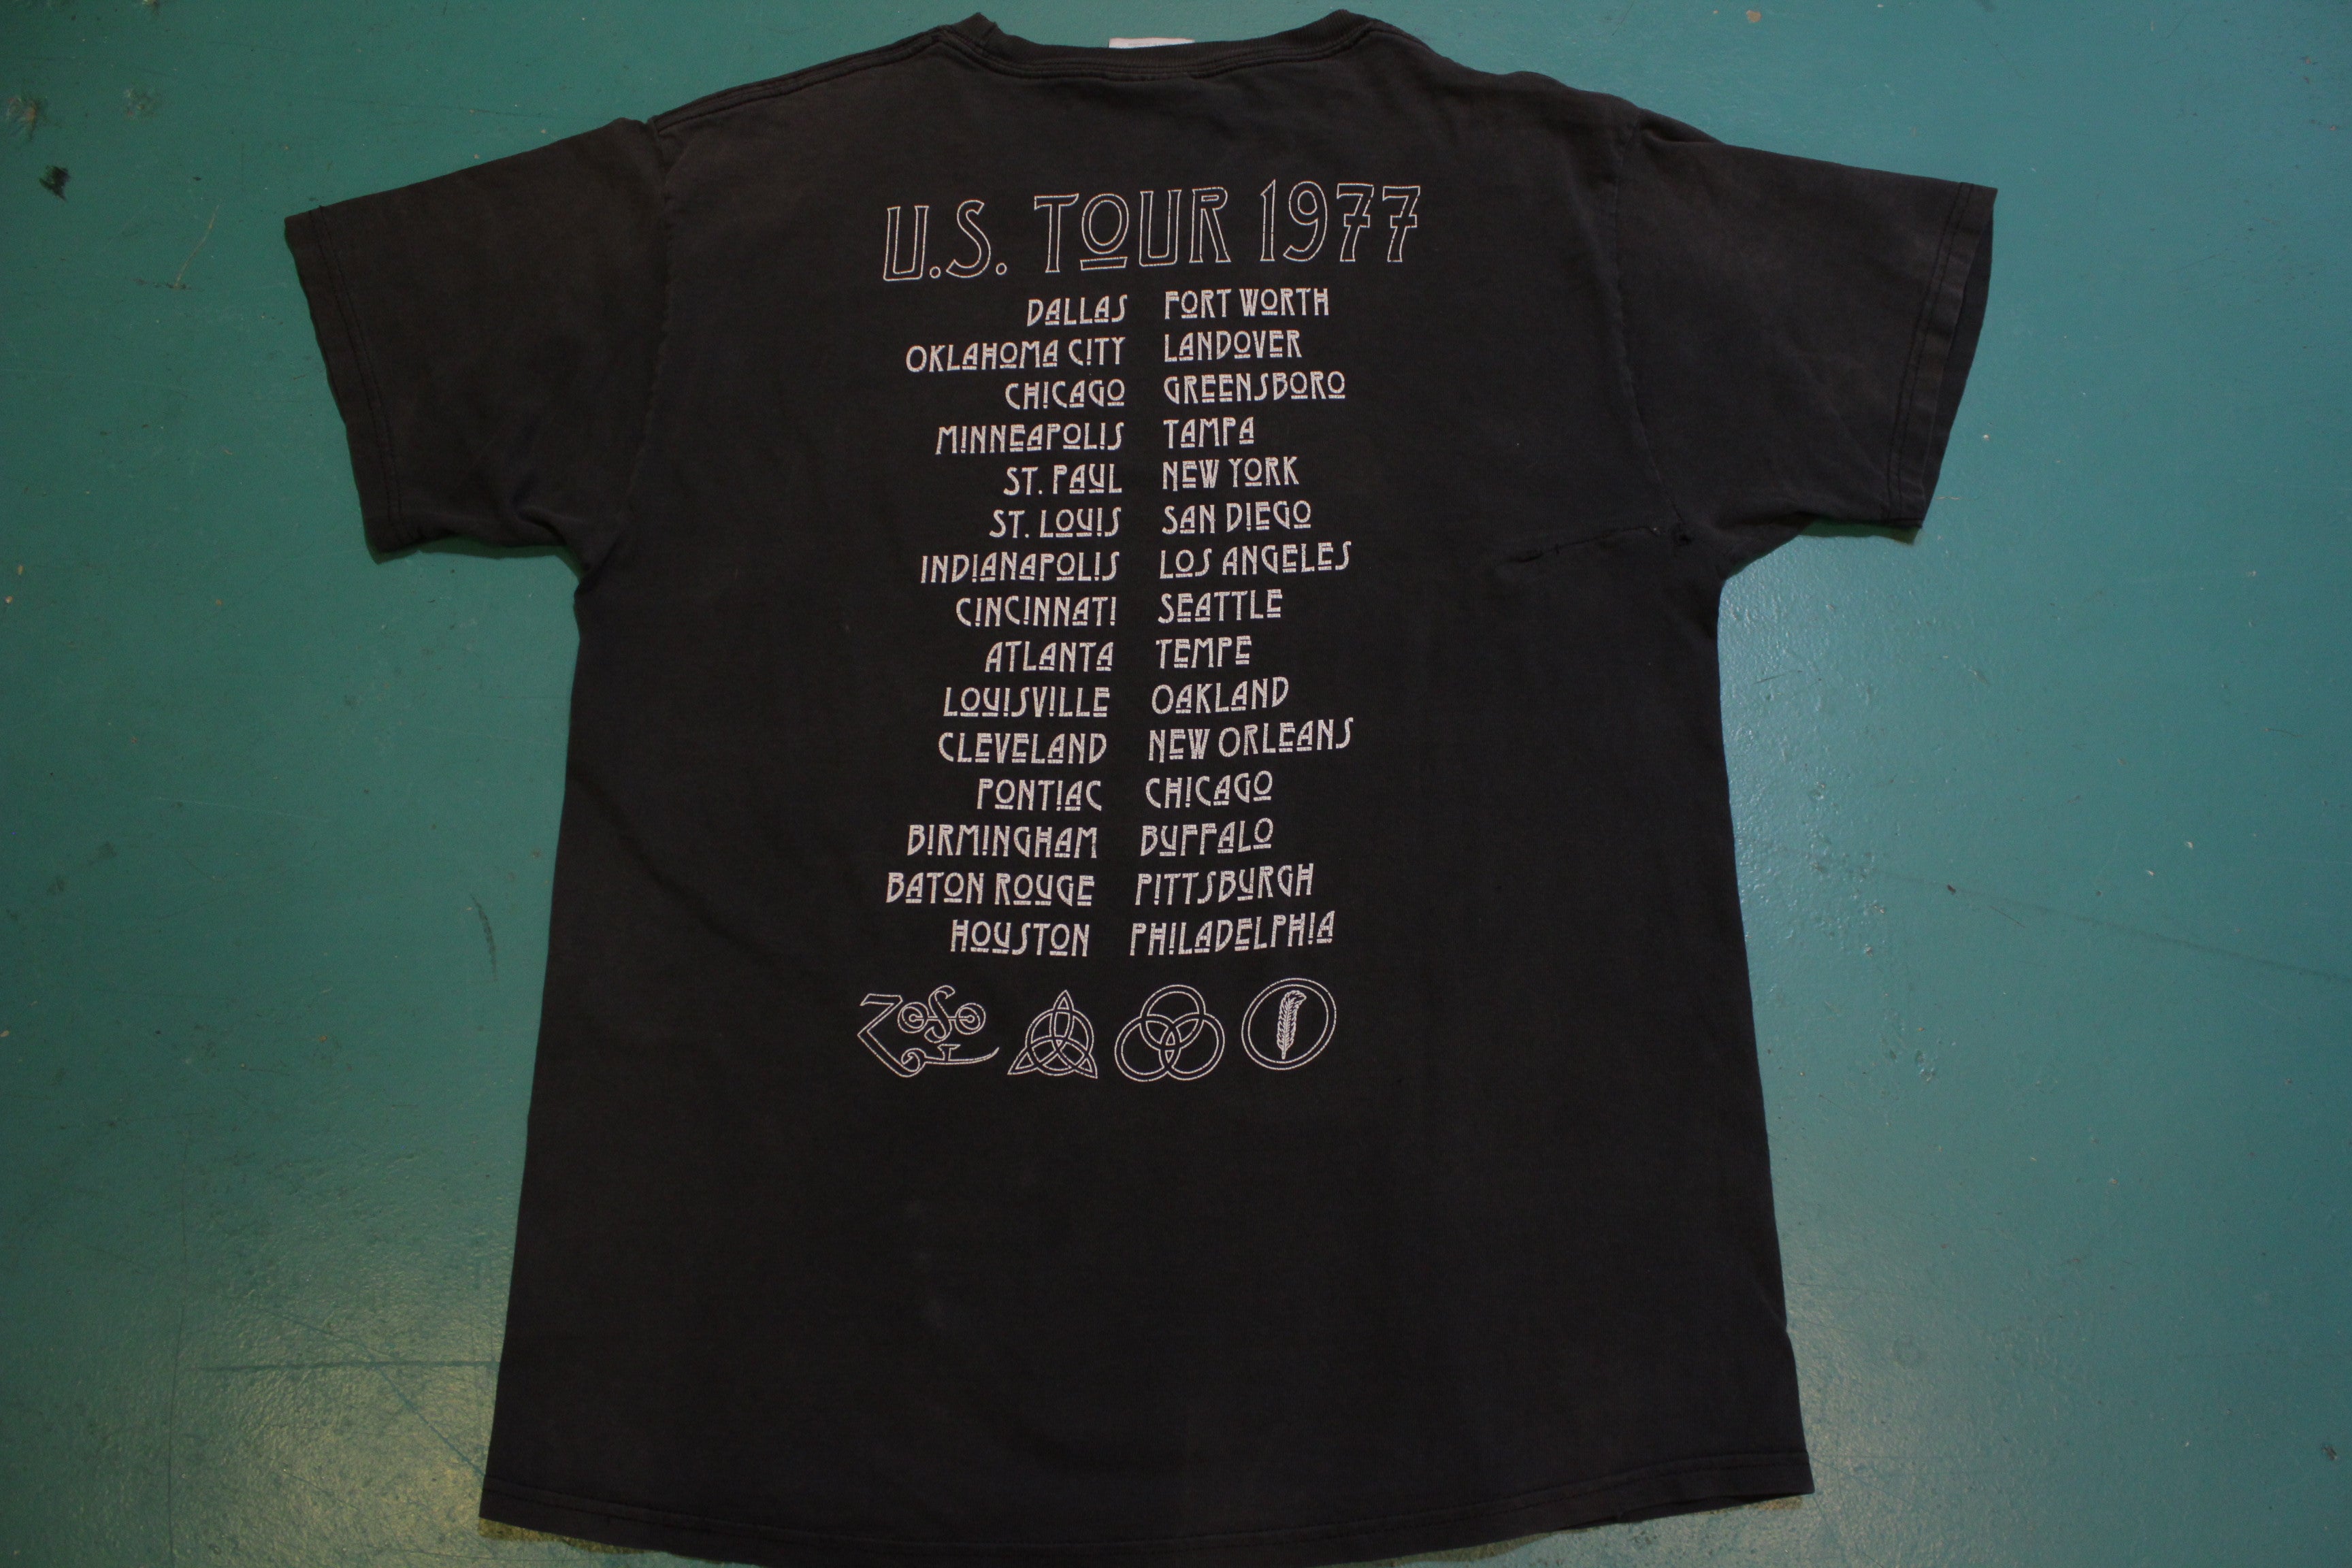 U.S. TOUR 1977
DALLAS FORT WORTH
OKLAHOMA CITY LANDOVER
CHICAGO GREENSBORO
MINNEAPOLIS TAMPA
ST. PAUL NEW YORK
ST. LOUIS SAN DIEGO
INDIANAPOLIS LOS ANGELES
CINCINNATI SEATTLE
ATLANTA TEMPE
LOUISVILLE OAKLAND
CLEVELAND NEW ORLEANS
PONTIAC CHICAGO
BIRMINGHAM BUFFALO
BATON ROUGE PITTSBURGH
HOUSTON PHILADELPHIA
ZOSO